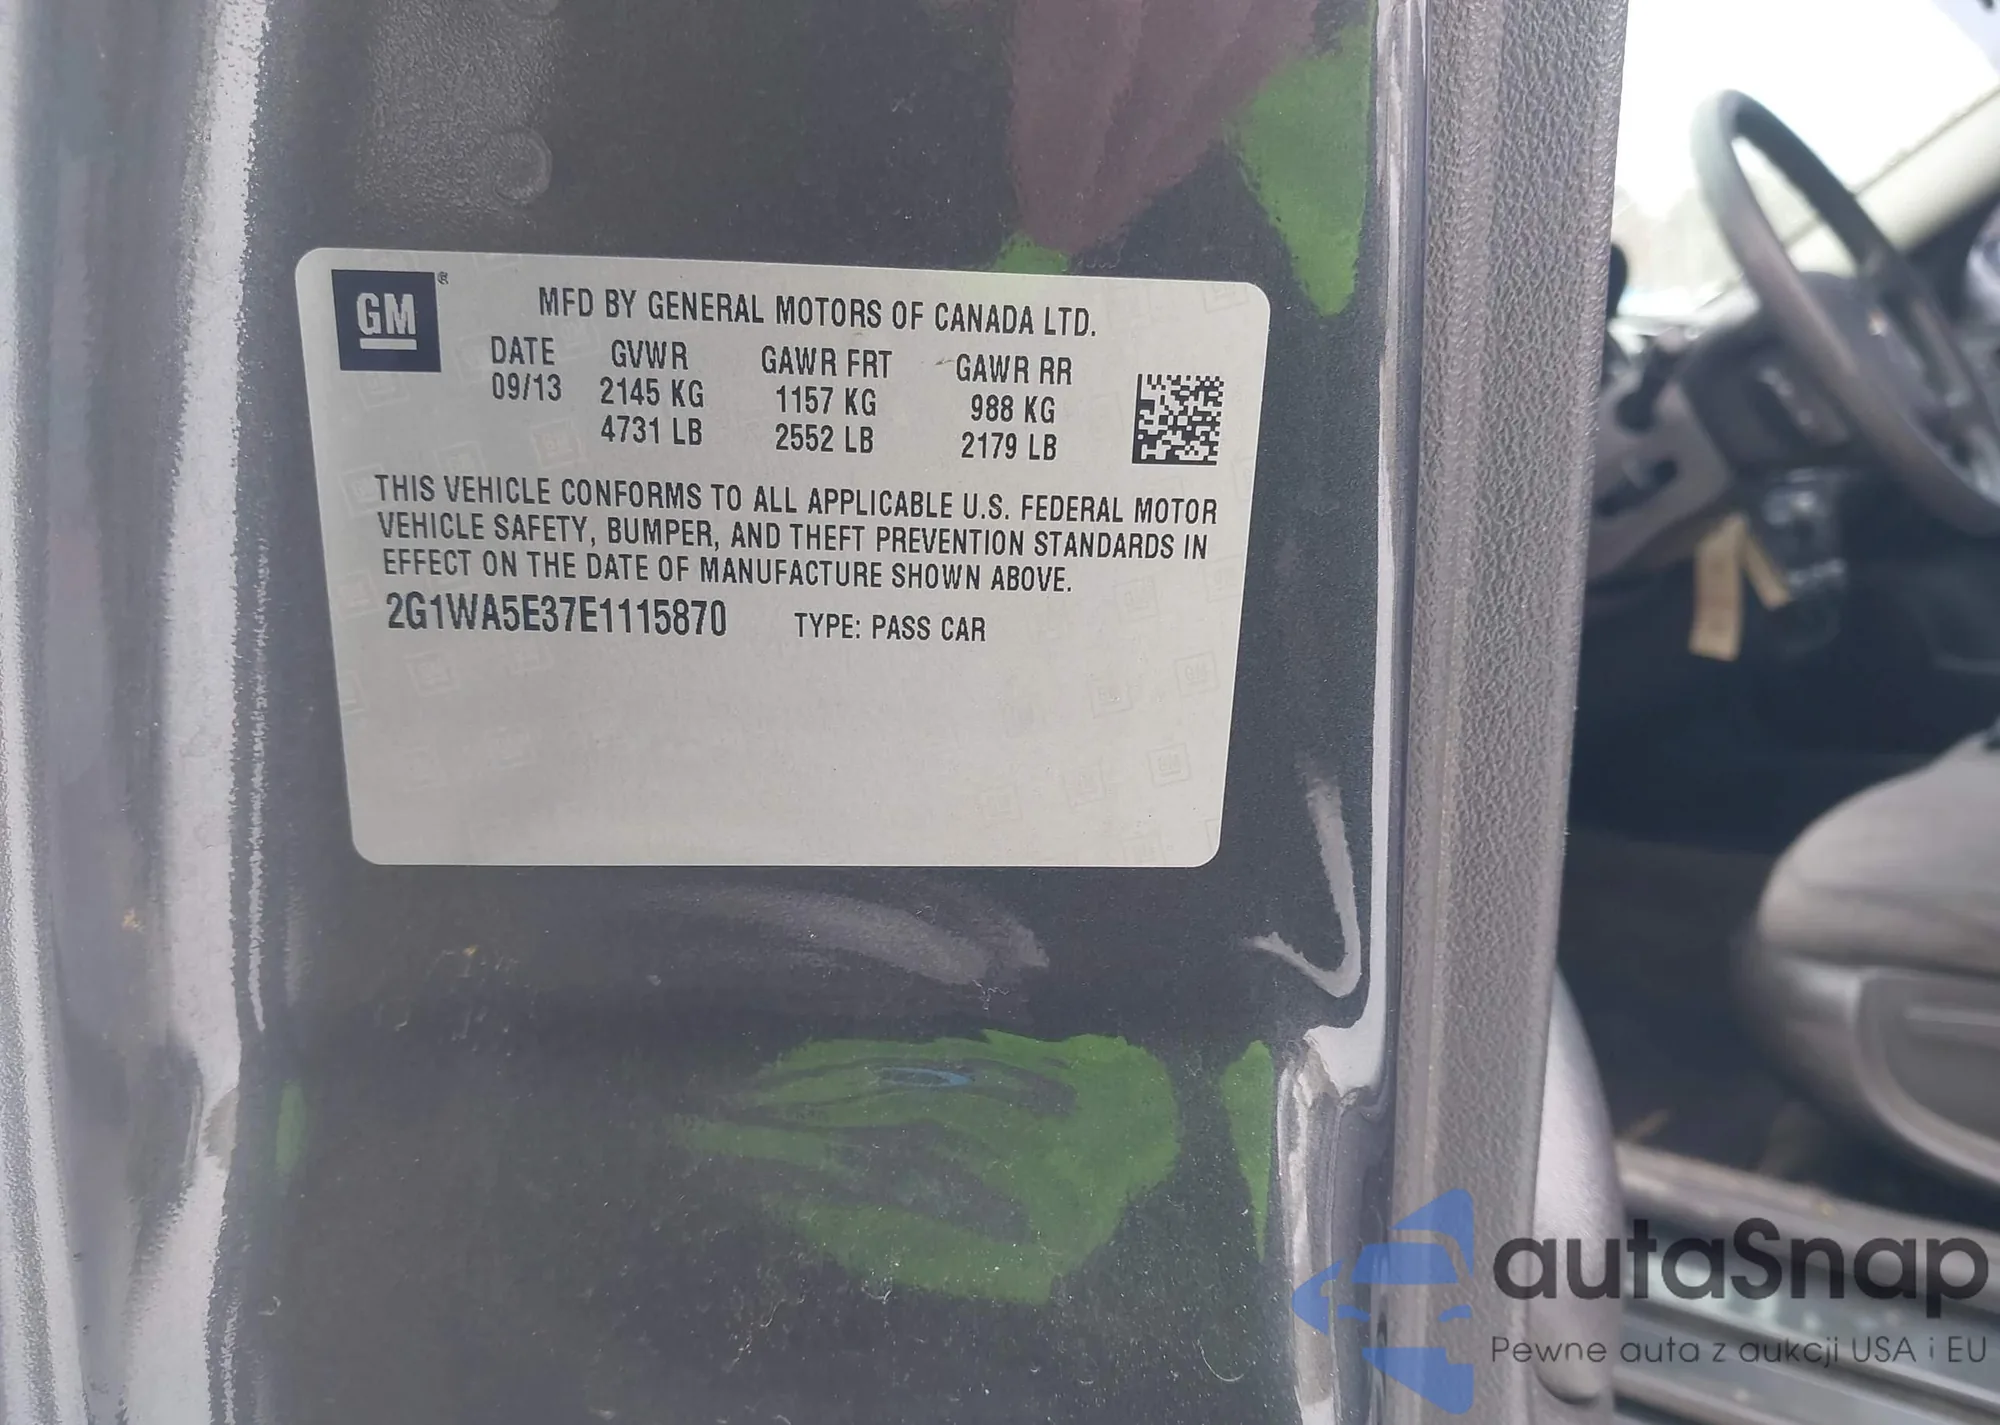 GM®
MFD BY GENERAL MOTORS OF CANADA LTD.
DATE GVWR GAWR FRT GAWR RR
09/13 2145 KG 1157 KG 988 KG
4731 LB 2552 LB 2179 LB
THIS VEHICLE CONFORMS TO ALL APPLICABLE U.S. FEDERAL MOTOR
VEHICLE SAFETY, BUMPER, AND THEFT PREVENTION STANDARDS IN
EFFECT ON THE DATE OF MANUFACTURE SHOWN ABOVE.
2G1WA5E37E1115870 TYPE: PASS CAR
autaSnap
Pewne auta z aukcji USA i EU